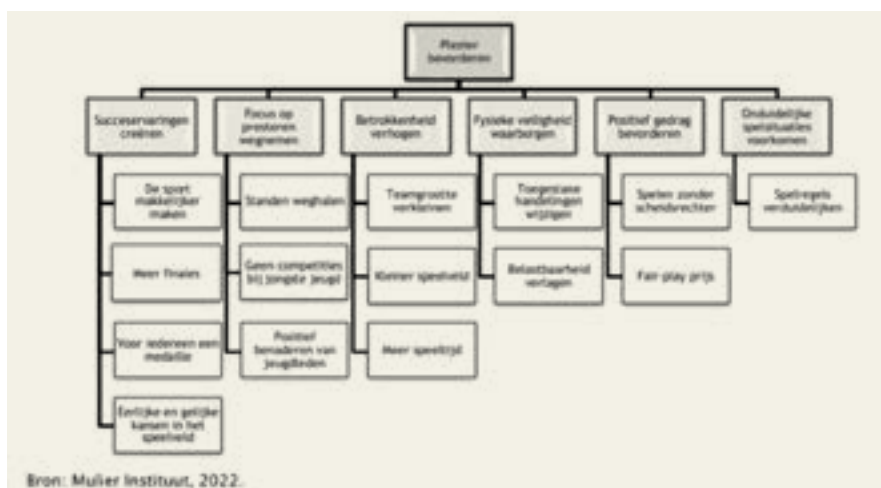 Plezier
bevorderen
Succeservaringen
creëren
Focus op
presteren
wegnemen
Betrokkenheid
verhogen
Fysieke veiligheid
waarborgen
Positief gedrag
bevorderen
Onduidelijke
spelsituaties
voorkomen
De sport
makkelijker
maken
Standen weghalen
Teamgrootte
verkleinen
Toegestane
handelingen
wijzigen
Spelen zonder
scheidsrechter
Spelregels
verduidelijken
Meer finales
Geen competities
bij jongste jeugd
Kleiner speelveld
Belastbaarheid
verlagen
Fair play prijs
Voor iedereen een
medaille
Positief
benaderen van
jeugdleden
Meer speeltijd
Eerlijke en gelijke
kansen in het
speelveld
Bron: Mulier Instituut, 2022.